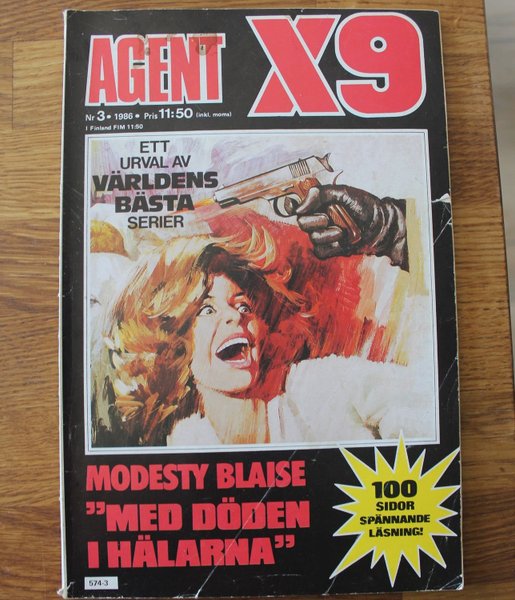 AGENT X9
Nr 3 • 1986 • Pris 11:50 (inkl. moms)
I Finland FIM 11:50
ETT
URVAL AV
VÄRLDENS
BÄSTA
SERIER
MODESTY BLAISE
”MED DÖDEN
I HÄLARNA”
100
SIDOR
SPÄNNANDE
LÄSNING!
574-3